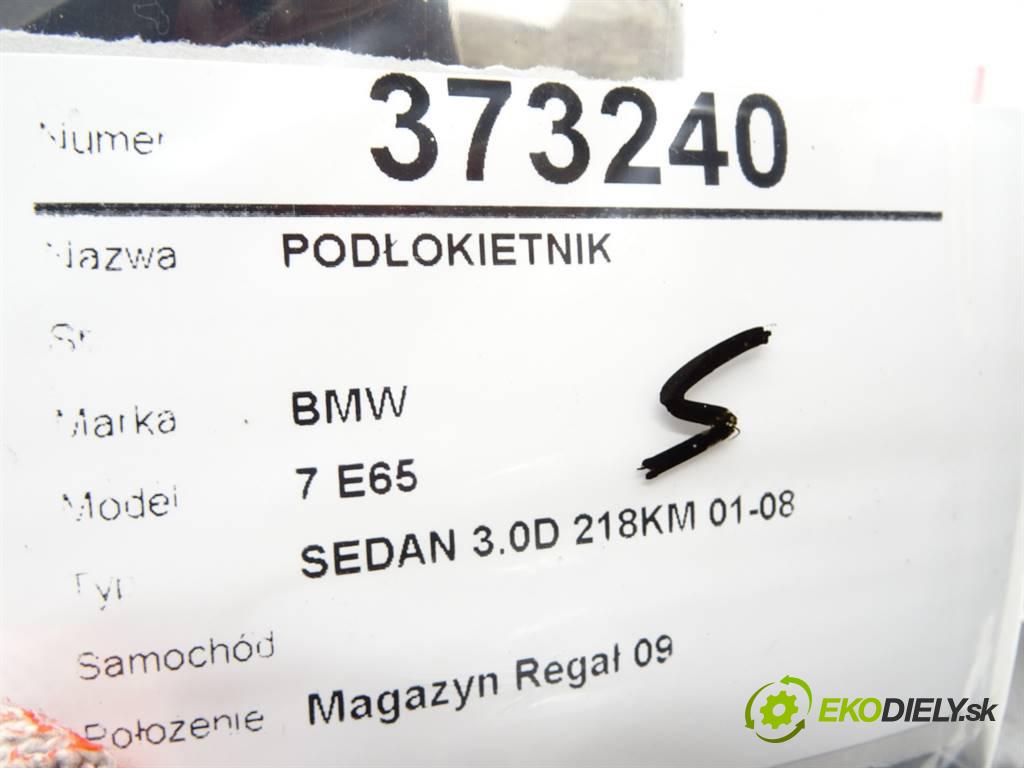 Numer 373240
Nazwa PODŁOKIETNIK
Marka BMW
Model 7 E65
Typ SEDAN 3.0D 218KM 01-08
Samochód
Położenie Magazyn Regał 09
S
EKODIELY.sk